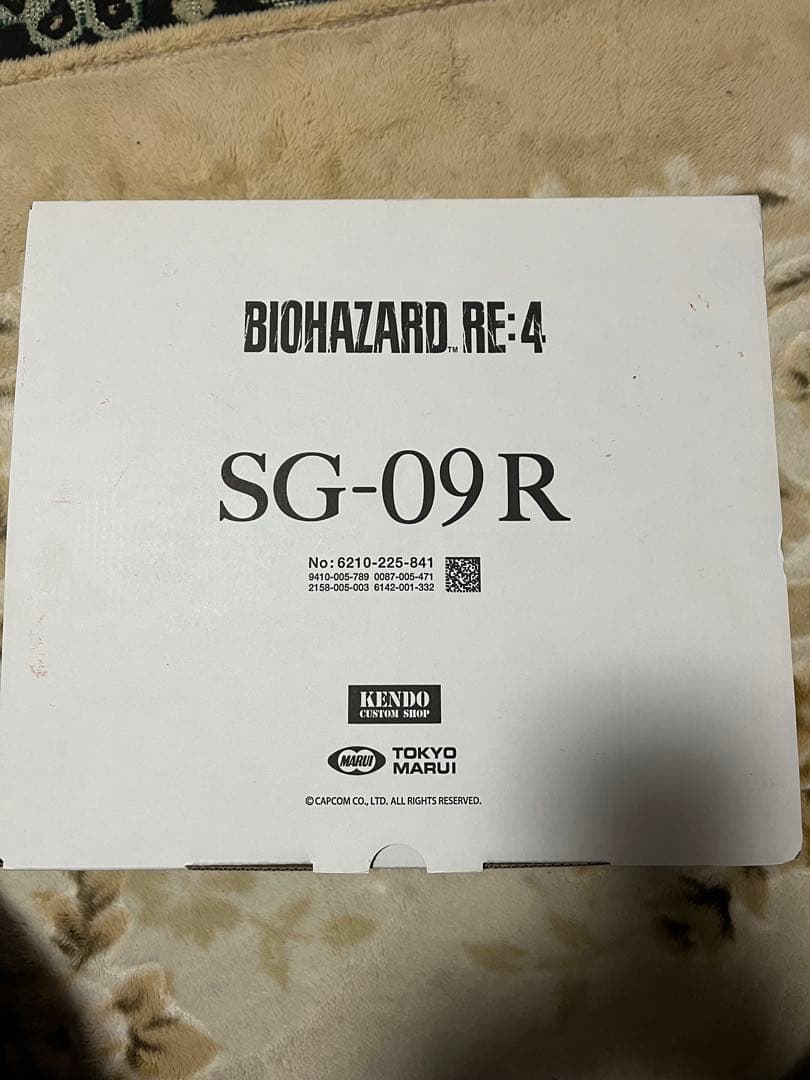 BIOHAZARD™ RE:4
SG-09 R
No: 6210-225-841
9410-005-789 0087-005-471
2158-005-003 6142-001-332
KENDO
CUSTOM SHOP
MARUI
TOKYO
MARUI
©CAPCOM CO., LTD. ALL RIGHTS RESERVED.